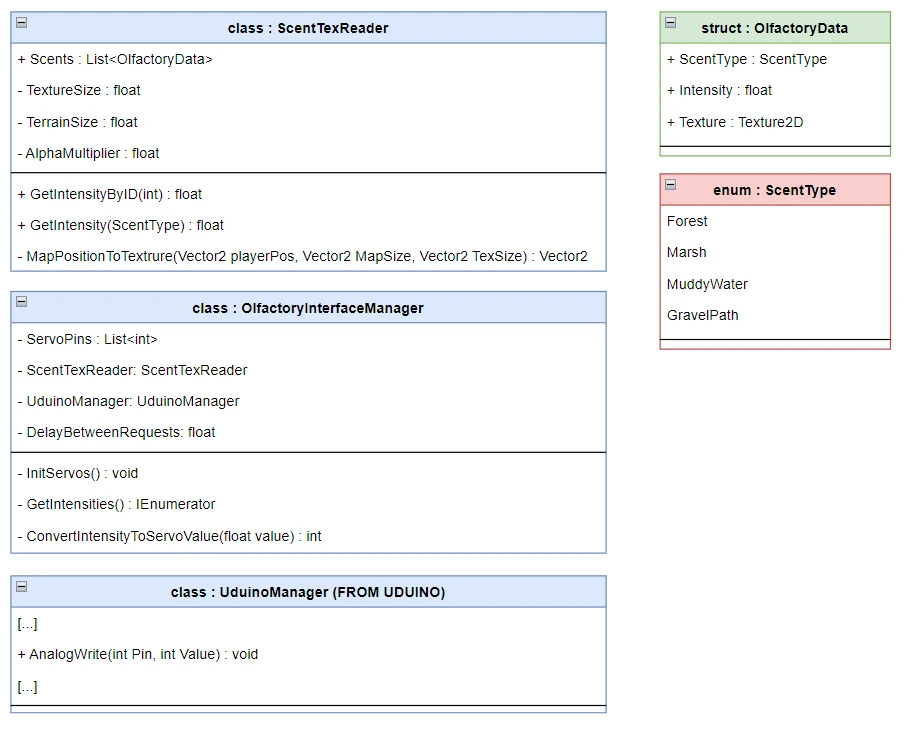 class : ScentTexReader
+ Scents : List<OlfactoryData>
- TextureSize : float
- TerrainSize : float
- AlphaMultiplier : float
+ GetIntensityByID(int) : float
+ GetIntensity(ScentType) : float
- MapPositionToTextrure(Vector2 playerPos, Vector2 MapSize, Vector2 TexSize) : Vector2
class : OlfactoryInterfaceManager
- ServoPins : List<int>
- ScentTexReader: ScentTexReader
- UduinoManager: UduinoManager
- DelayBetweenRequests: float
- InitServos() : void
- GetIntensities() : IEnumerator
- ConvertIntensityToServoValue(float value) : int
class : UduinoManager (FROM UDUINO)
[...]
+ AnalogWrite(int Pin, int Value) : void
[...]
struct : OlfactoryData
+ ScentType : ScentType
+ Intensity : float
+ Texture : Texture2D
enum : ScentType
Forest
Marsh
MuddyWater
GravelPath